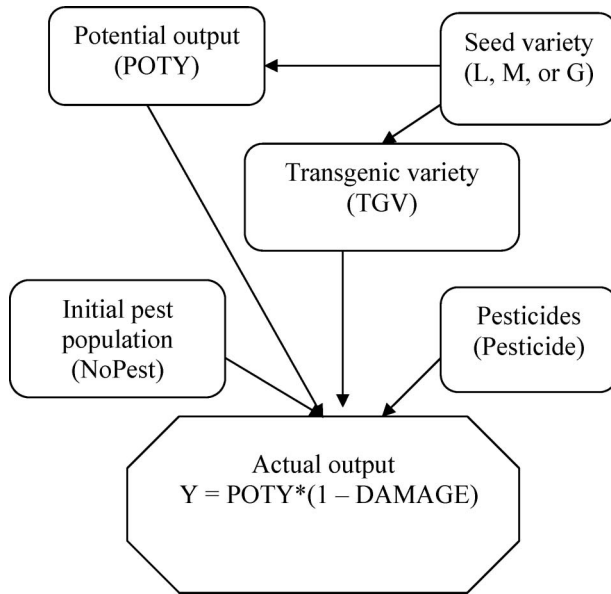 Potential output
(POTY)
Seed variety
(L, M, or G)
Transgenic variety
(TGV)
Initial pest
population
(NoPest)
Pesticides
(Pesticide)
Actual output
Y = POTY*(1 – DAMAGE)